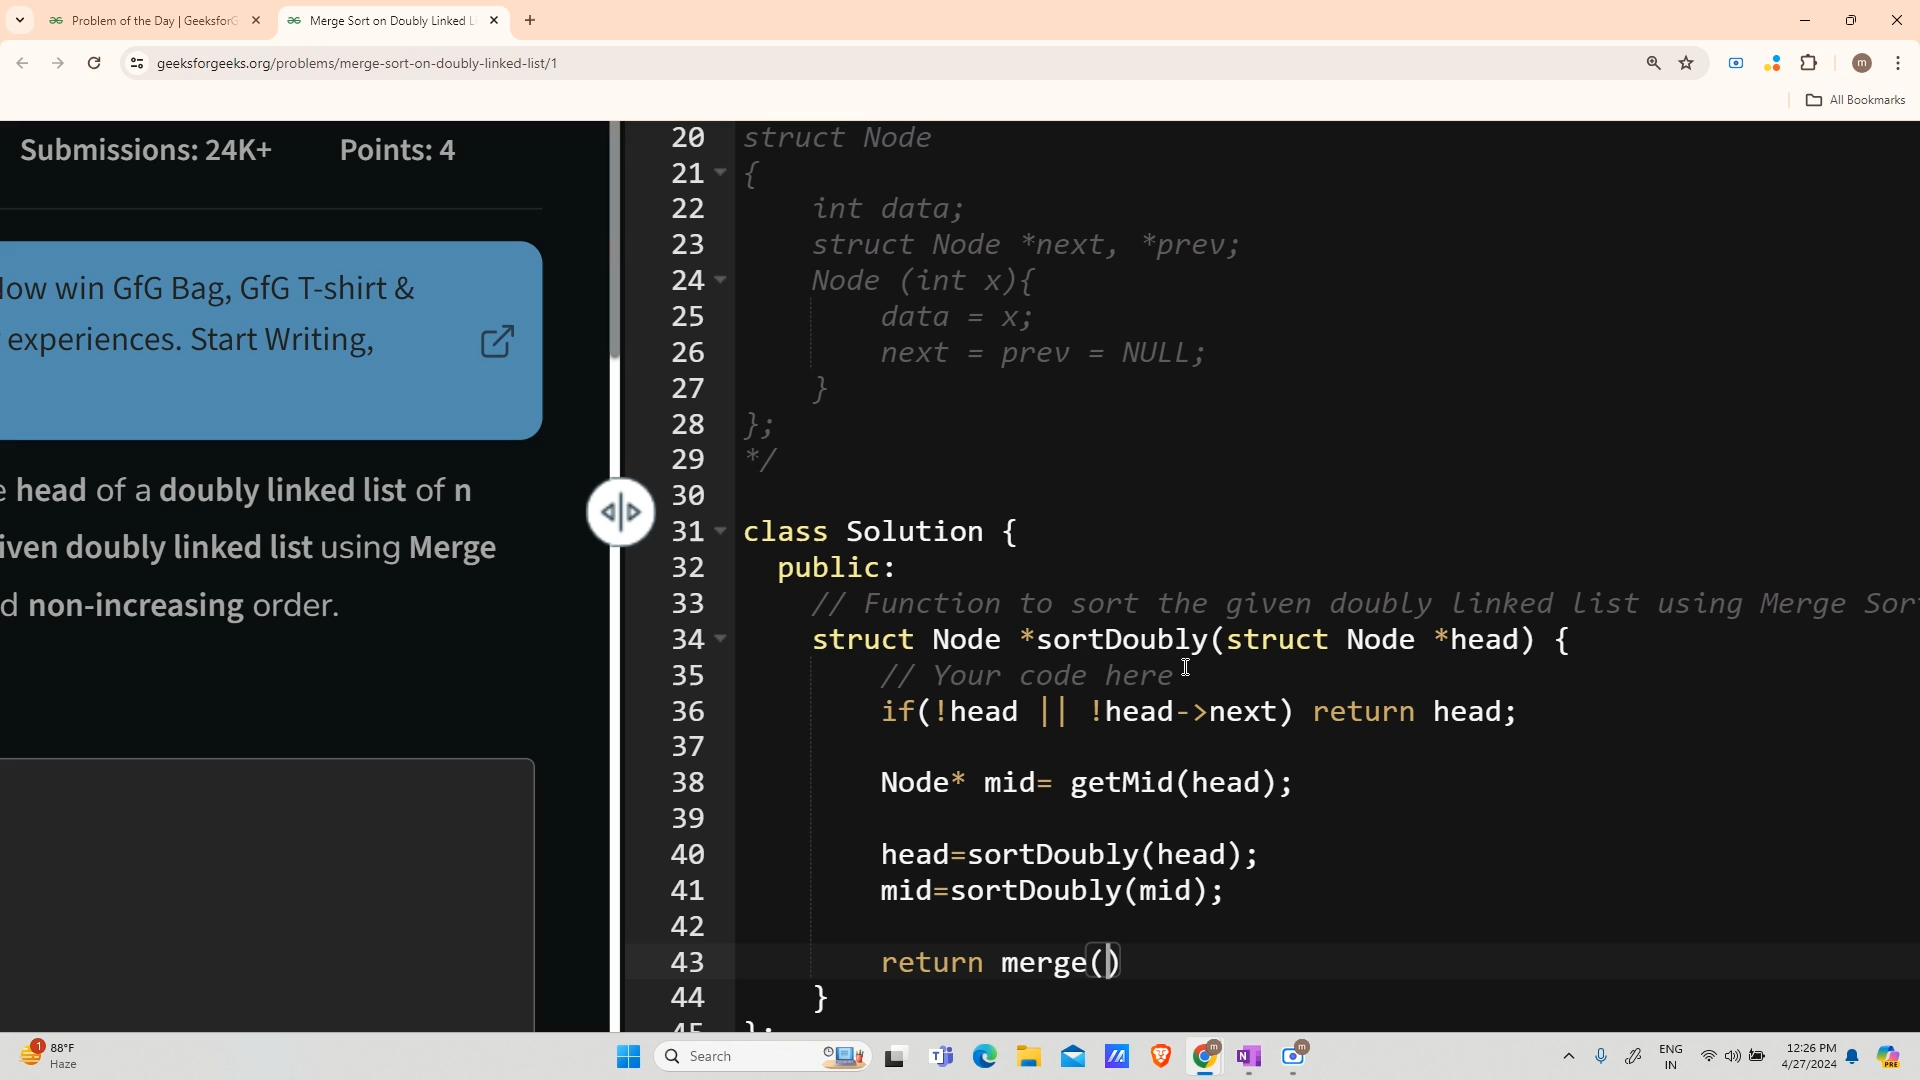 Problem of the Day | GeeksforG
Merge Sort on Doubly Linked L
geeksforgeeks.org/problems/merge-sort-on-doubly-linked-list/1
m
All Bookmarks
Submissions: 24K+ Points: 4
Now win GfG Bag, GfG T-shirt &
experiences. Start Writing,
e head of a doubly linked list of n
iven doubly linked list using Merge
d non-increasing order.
20 struct Node
21 {
22 int data;
23 struct Node *next, *prev;
24 Node (int x){
25 data = x;
26 next = prev = NULL;
27 }
28 };
29 */
30
31 class Solution {
32 public:
33 // Function to sort the given doubly linked list using Merge Sor
34 struct Node *sortDoubly(struct Node *head) {
35 // Your code here
36 if(!head || !head->next) return head;
37
38 Node* mid= getMid(head);
39
40 head=sortDoubly(head);
41 mid=sortDoubly(mid);
42
43 return merge()
44 }
45 };
1
88°F
Haze
Search
m
m
ENG
IN
12:26 PM
4/27/2024
PRE